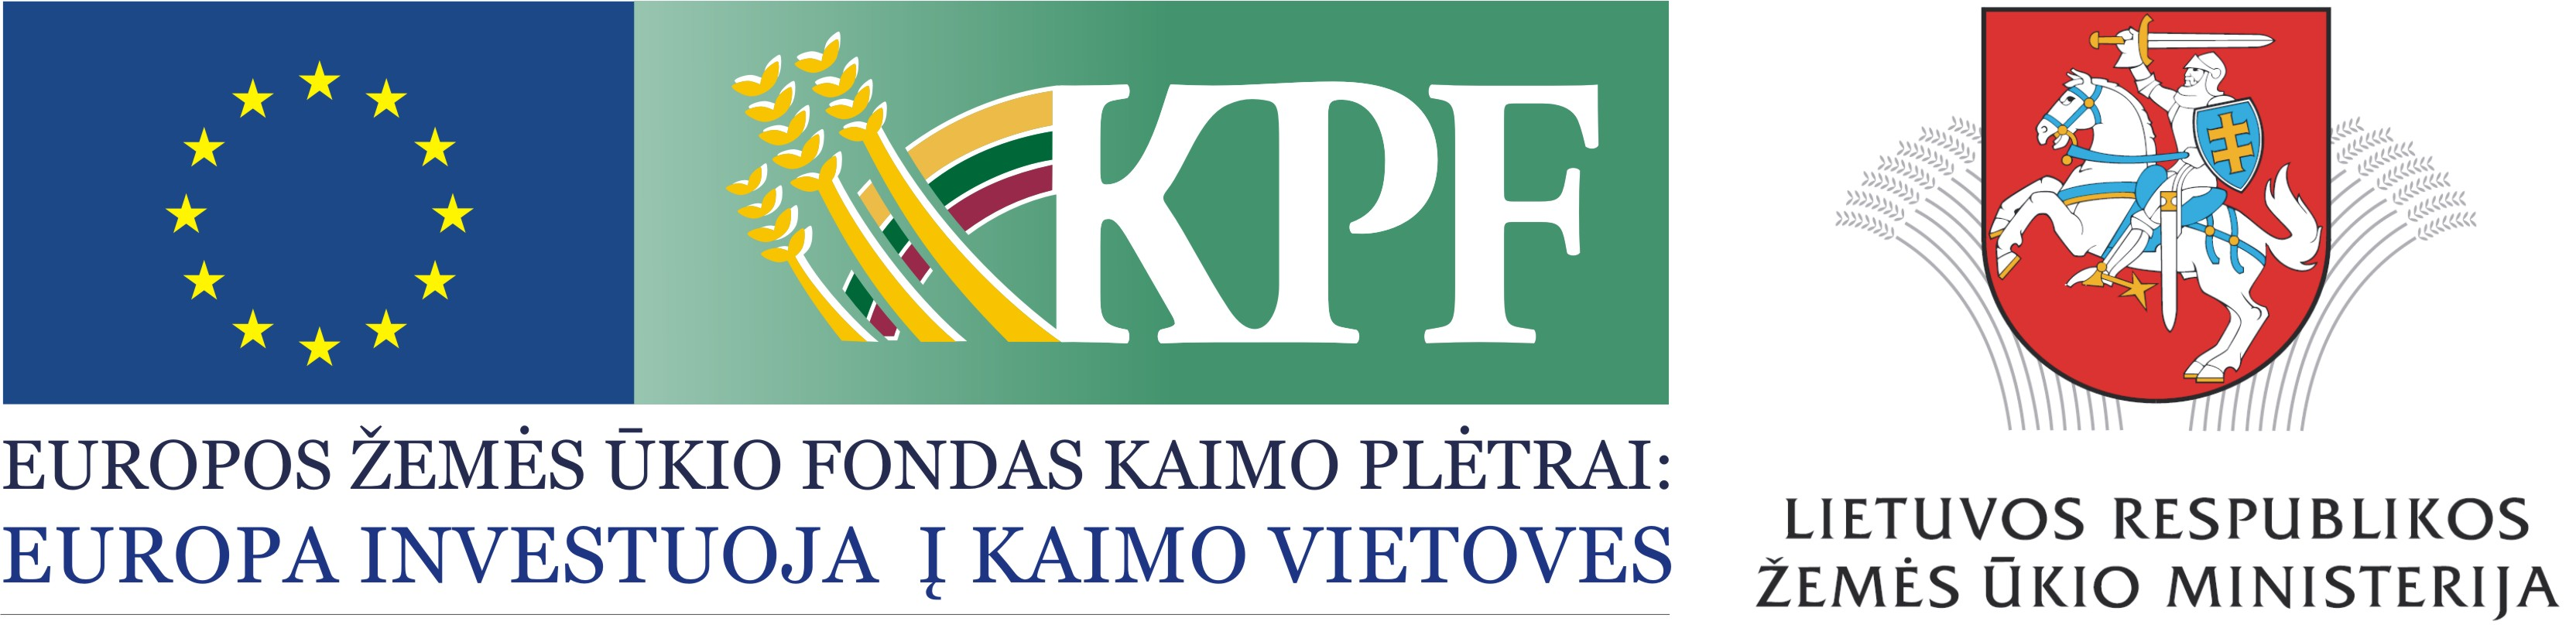 KPF
EUROPOS ŽEMĖS ŪKIO FONDAS KAIMO PLĖTRAI:
EUROPA INVESTUOJA Į KAIMO VIETOVES
LIETUVOS RESPUBLIKOS
ŽEMĖS ŪKIO MINISTERIJA